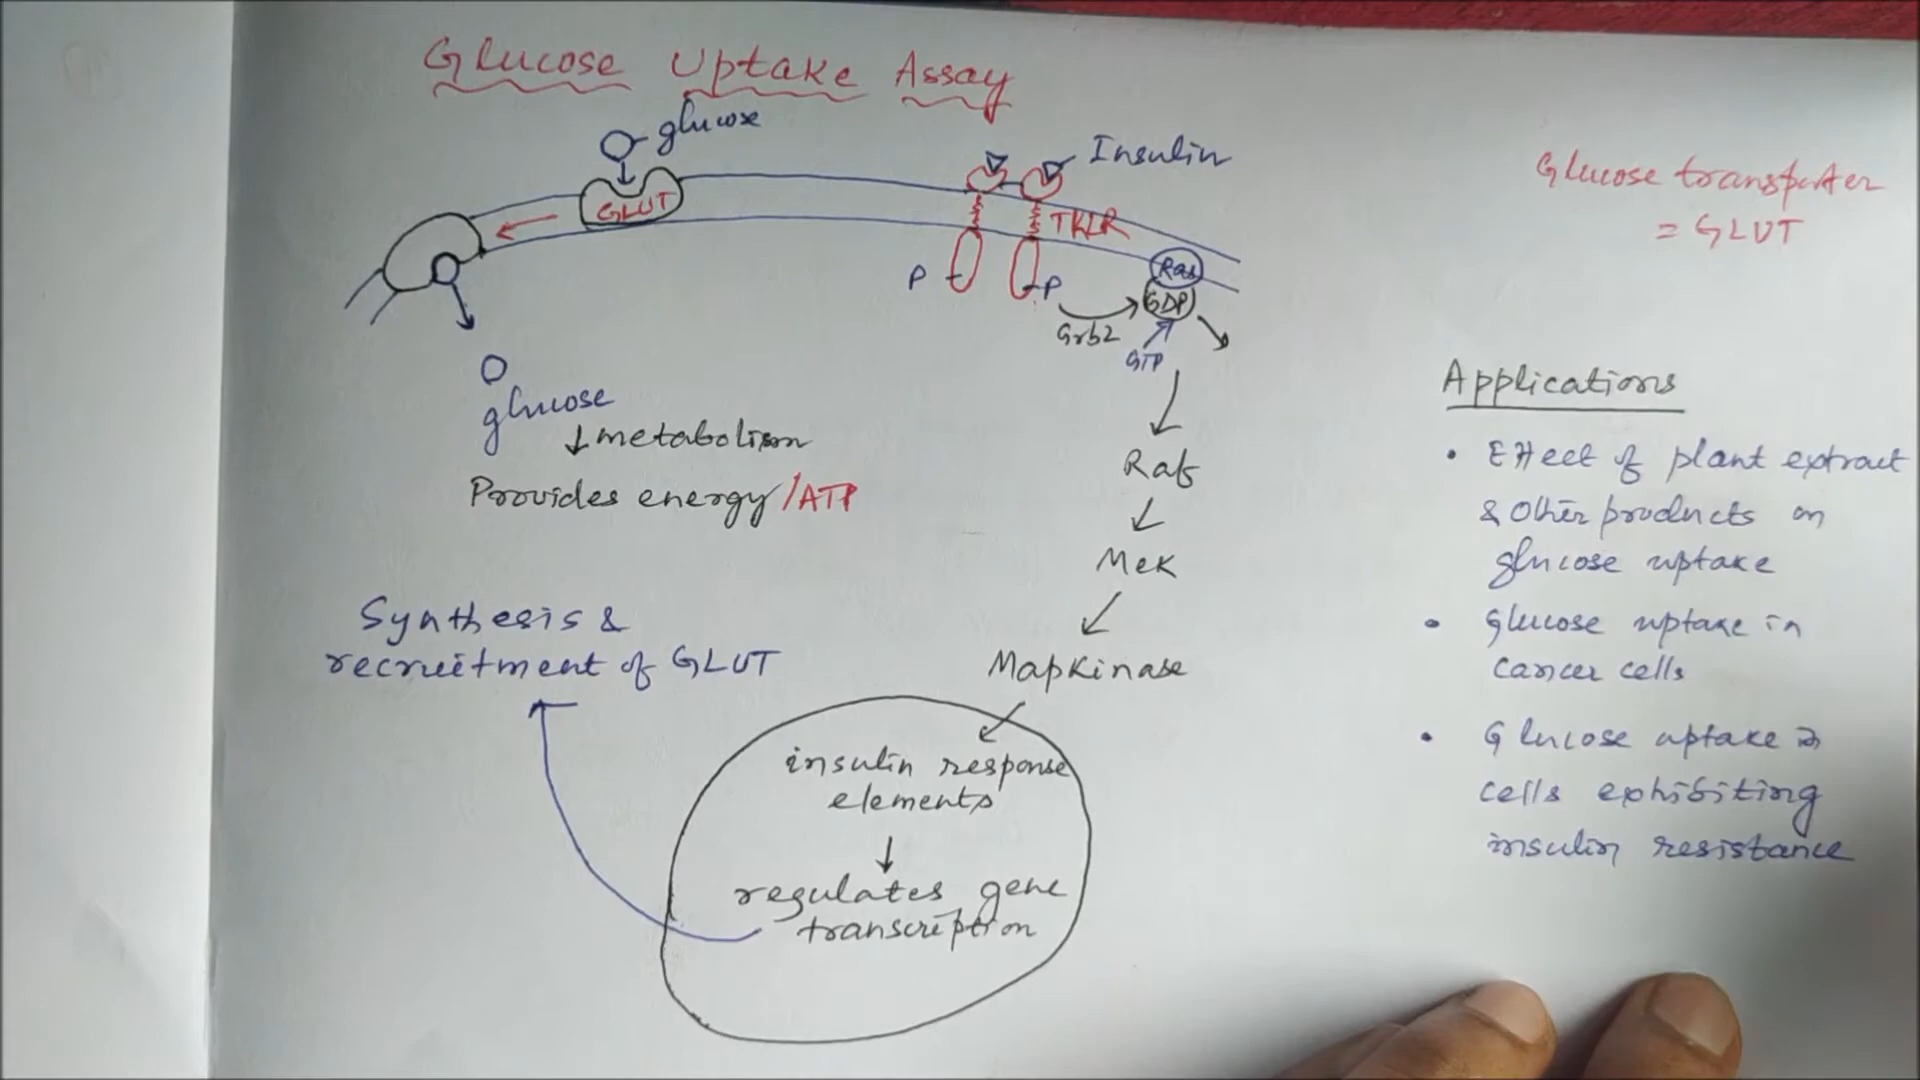 Glucose Uptake Assay
glucose
Insulin
GLUT
TKLR
Glucose transporter
= GLUT
P
P
Ras
GDP
Grb2
GTP
glucose
↓ metabolism
Provides energy/ATP
Raf
Mek
Mapkinase
insulin response
elements
↓
regulates gene
transcription
Synthesis &
recruitment of GLUT
Applications
• Effect of plant extract
& other products on
glucose uptake
• Glucose uptake in
cancer cells
• Glucose uptake in
cells exhibiting
insulin resistance